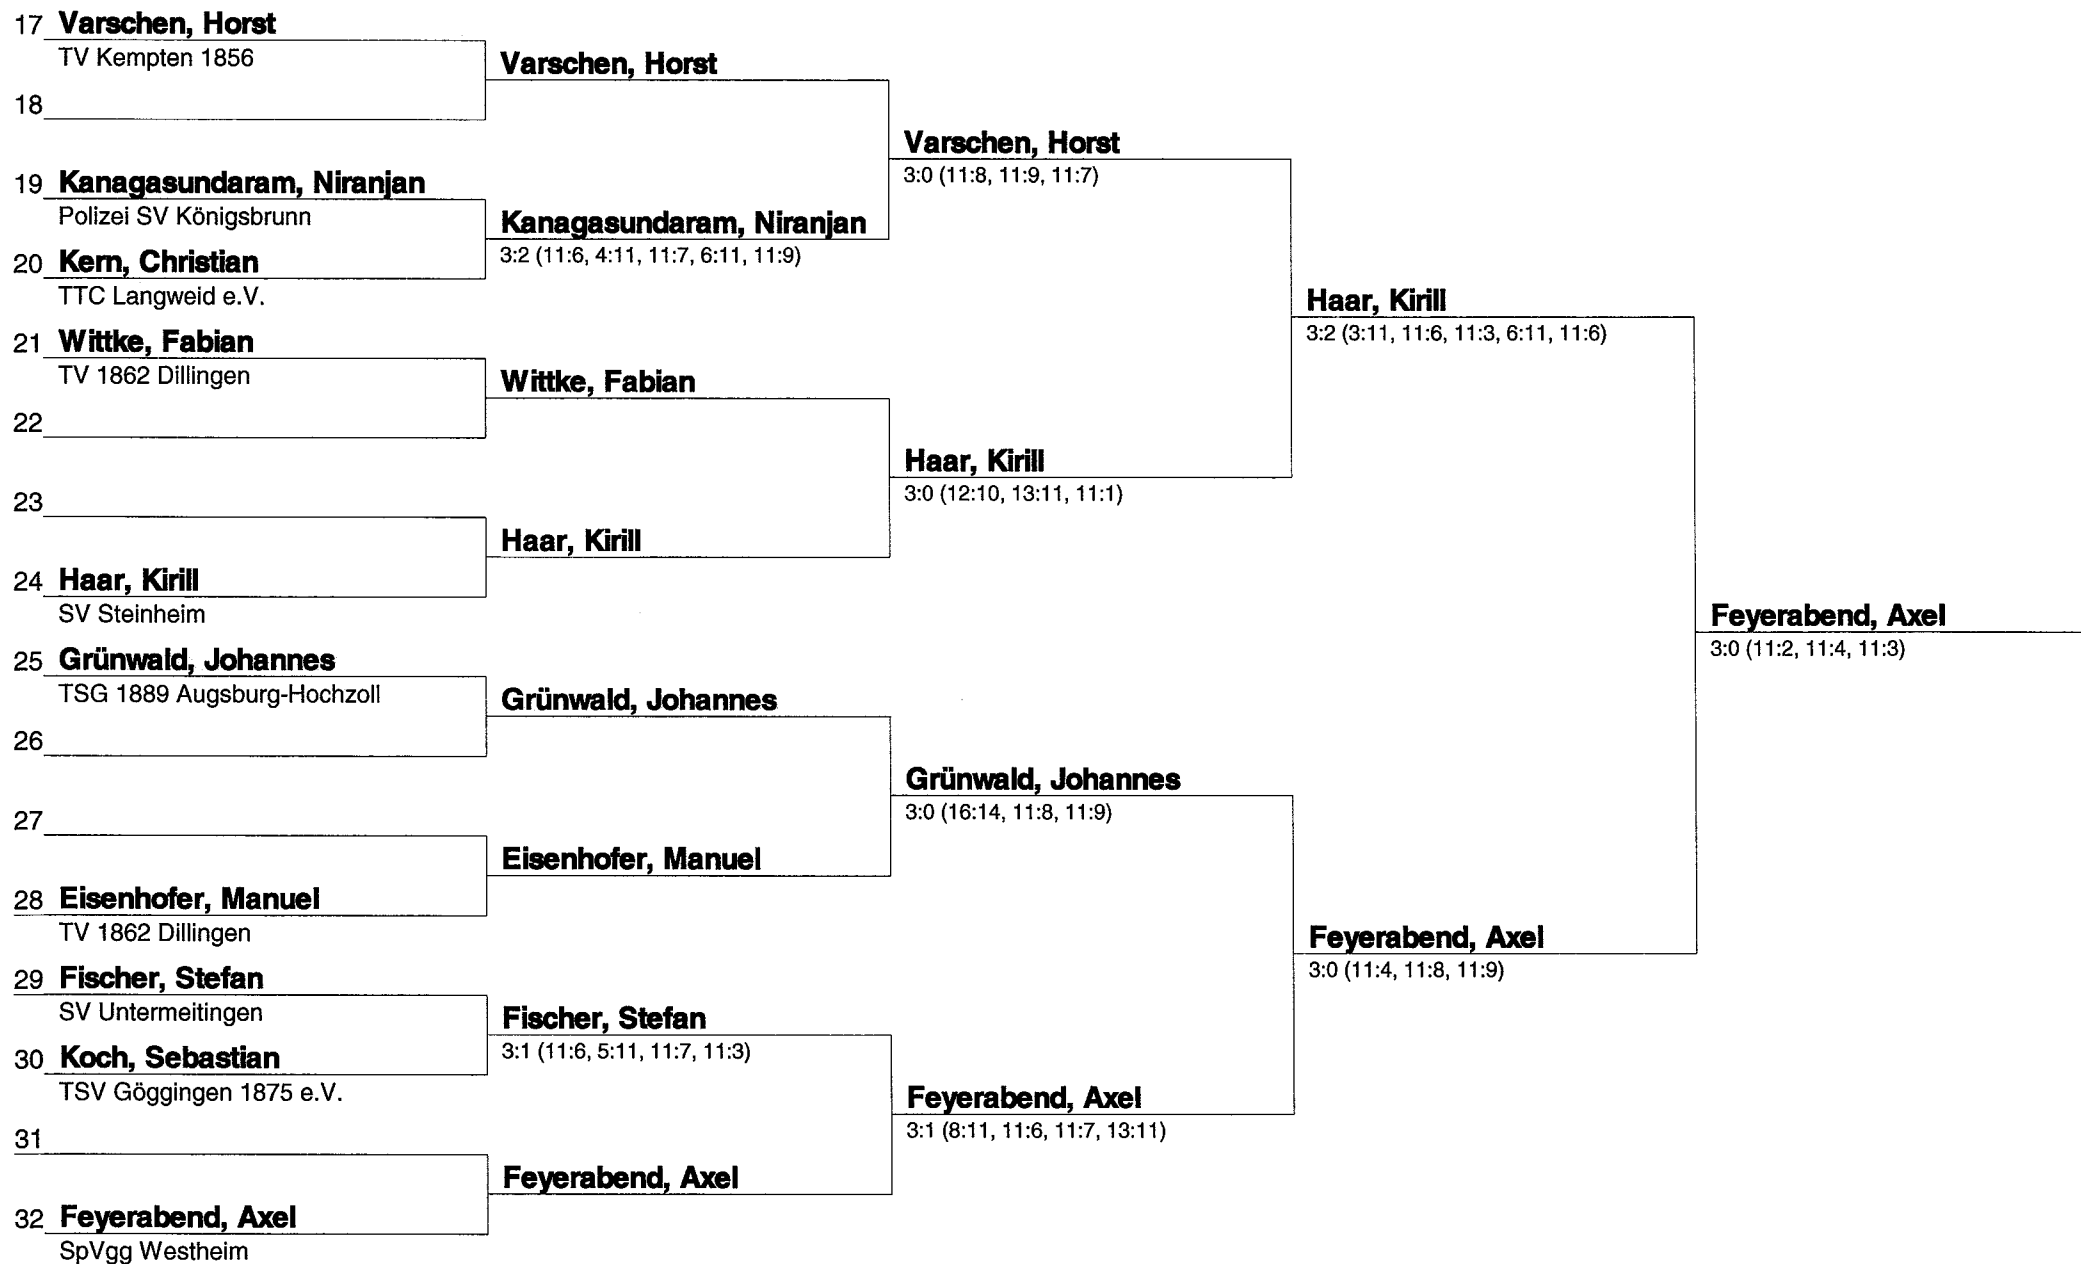 17 Varschen, Horst
TV Kempten 1856
Varschen, Horst
18
Varschen, Horst
3:0 (11:8, 11:9, 11:7)
19 Kanagasundaram, Niranjan
Polizei SV Königsbrunn
Kanagasundaram, Niranjan
3:2 (11:6, 4:11, 11:7, 6:11, 11:9)
20 Kern, Christian
TTC Langweid e.V.
Haar, Kirill
3:2 (3:11, 11:6, 11:3, 6:11, 11:6)
21 Wittke, Fabian
TV 1862 Dillingen
Wittke, Fabian
22
Haar, Kirill
3:0 (12:10, 13:11, 11:1)
23
Haar, Kirill
24 Haar, Kirill
SV Steinheim
Feyerabend, Axel
3:0 (11:2, 11:4, 11:3)
25 Grünwald, Johannes
TSG 1889 Augsburg-Hochzoll
Grünwald, Johannes
26
Grünwald, Johannes
3:0 (16:14, 11:8, 11:9)
27
Eisenhofer, Manuel
28 Eisenhofer, Manuel
TV 1862 Dillingen
Feyerabend, Axel
3:0 (11:4, 11:8, 11:9)
29 Fischer, Stefan
SV Untermeitingen
Fischer, Stefan
3:1 (11:6, 5:11, 11:7, 11:3)
30 Koch, Sebastian
TSV Göggingen 1875 e.V.
Feyerabend, Axel
3:1 (8:11, 11:6, 11:7, 13:11)
31
Feyerabend, Axel
32 Feyerabend, Axel
SpVgg Westheim